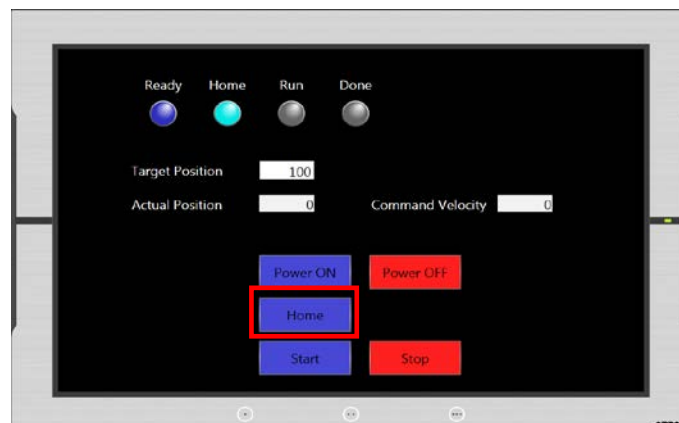 Ready Home Run Done
Target Position 100
Actual Position 0 Command Velocity 0
Power ON Power OFF
Home
Start Stop